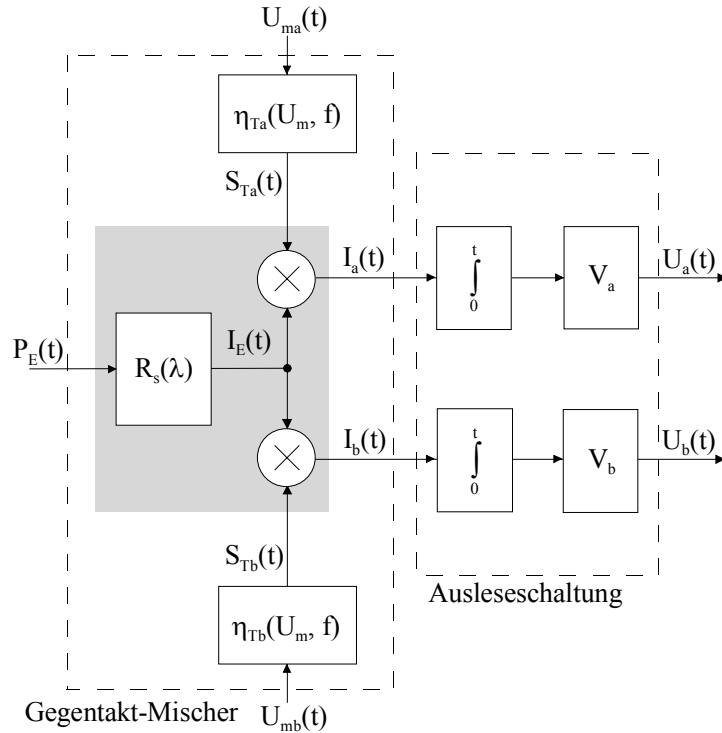 U_ma(t)
η_Ta(U_m, f)
S_Ta(t)
I_a(t)
t
∫
0
V_a
U_a(t)
P_E(t)
R_s(λ)
I_E(t)
I_b(t)
t
∫
0
V_b
U_b(t)
S_Tb(t)
η_Tb(U_m, f)
Ausleseschaltung
Gegentakt-Mischer
U_mb(t)